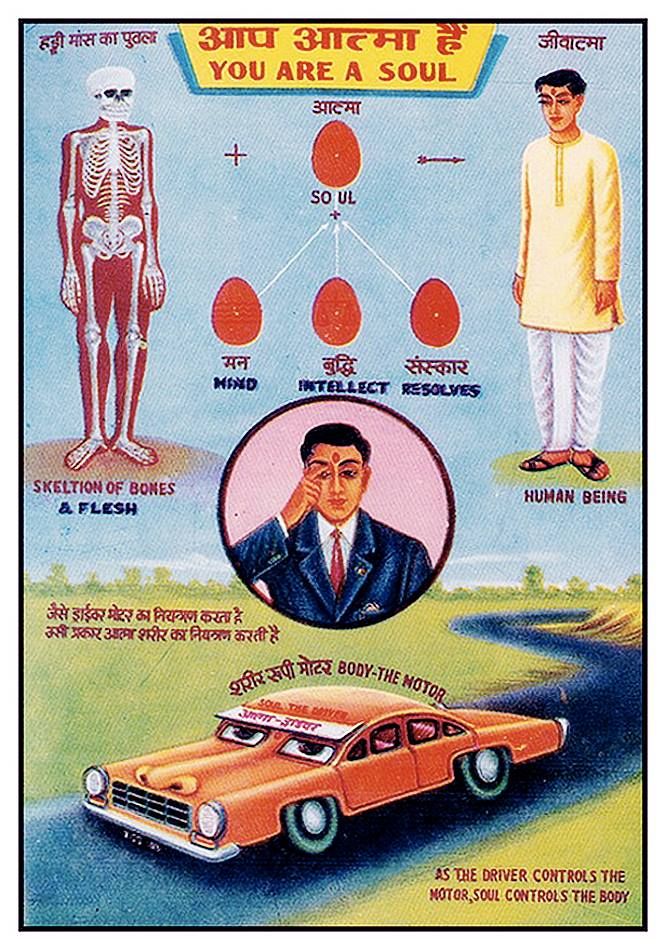 आप आत्मा हैं
YOU ARE A SOUL
हड्डी मांस का पुतला
आत्मा
जीवात्मा
+
SO UL
+
मन
बुद्धि
संस्कार
MIND
INTELLECT
RESOLVES
SKELTION OF BONES
& FLESH
HUMAN BEING
जैसे ड्राईवर मोटर का नियन्त्रण करता है
उसी प्रकार आत्मा शरीर का नियन्त्रण करती है
शरीर रूपी मोटर BODY-THE MOTOR
SOUL THE DRIVER
आत्मा-ड्राइवर
AS THE DRIVER CONTROLS THE
MOTOR,SOUL CONTROLS THE BODY